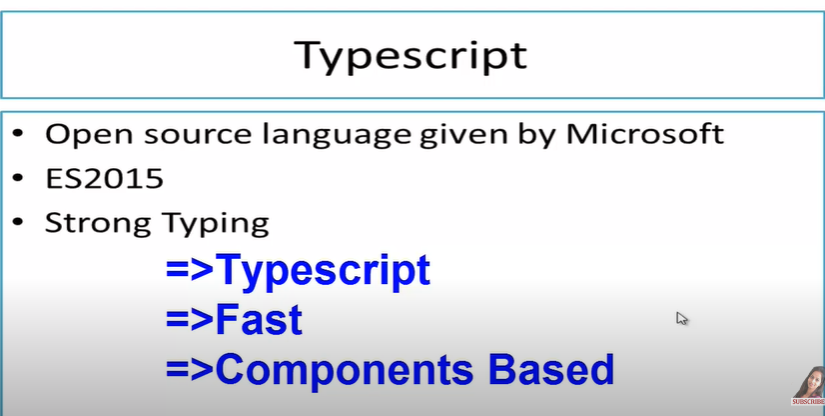 Typescript
• Open source language given by Microsoft
• ES2015
• Strong Typing
=>Typescript
=>Fast
=>Components Based
SUBSCRIBE